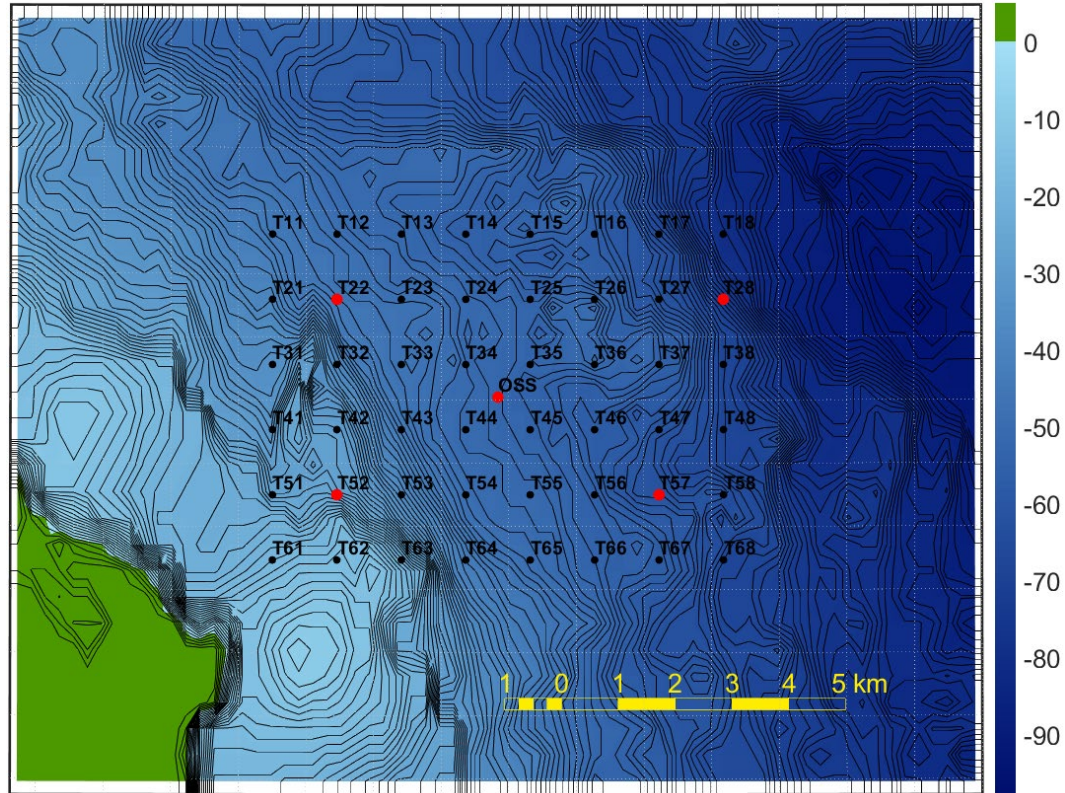 0
-10
-20
-30
-40
-50
-60
-70
-80
-90
T11 T12 T13 T14 T15 T16 T17 T18
T21 T22 T23 T24 T25 T26 T27 T28
T31 T32 T33 T34 T35 T36 T37 T38
OSS
T41 T42 T43 T44 T45 T46 T47 T48
T51 T52 T53 T54 T55 T56 T57 T58
T61 T62 T63 T64 T65 T66 T67 T68
1 0 1 2 3 4 5 km